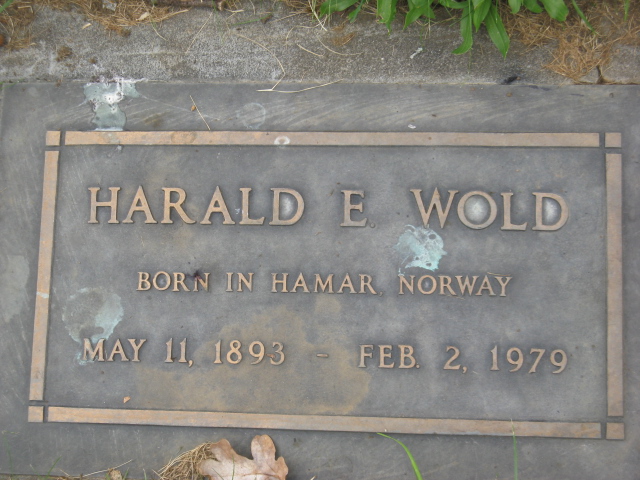 HARALD E. WOLD
BORN IN HAMAR, NORWAY
MAY 11, 1893 - FEB. 2, 1979